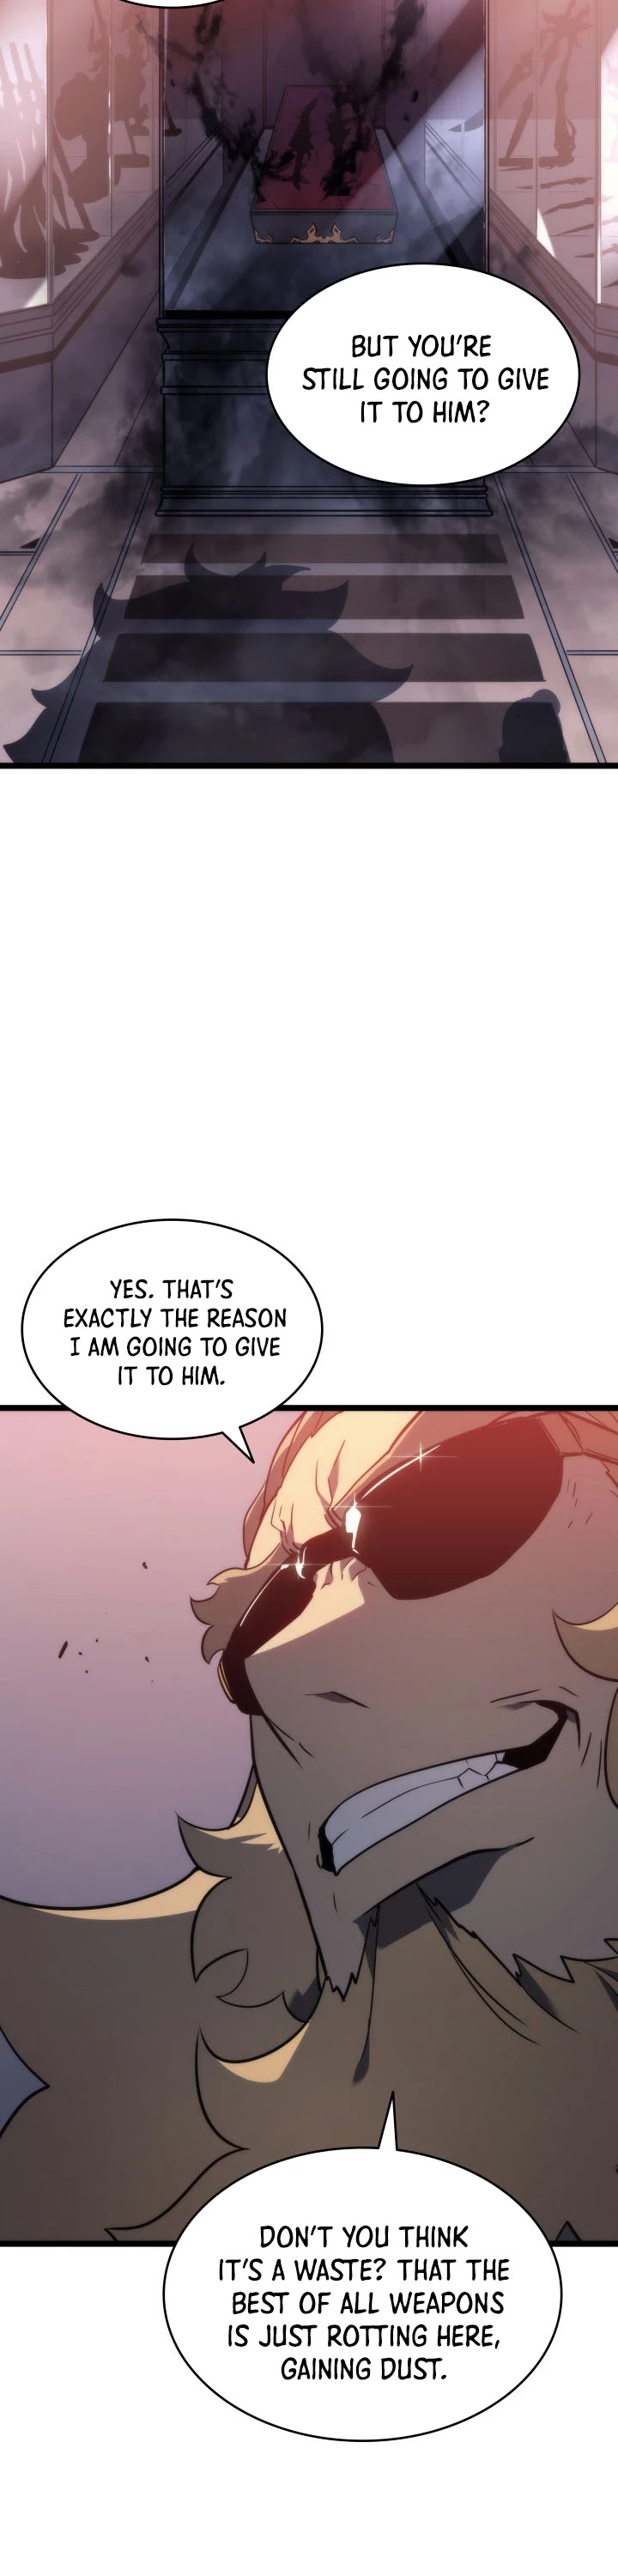 BUT YOU'RE
STILL GOING TO GIVE
IT TO HIM?
YES. THAT'S
EXACTLY THE REASON
I AM GOING TO GIVE
IT TO HIM.
DON'T YOU THINK
IT'S A WASTE? THAT THE
BEST OF ALL WEAPONS
IS JUST ROTTING HERE,
GAINING DUST.